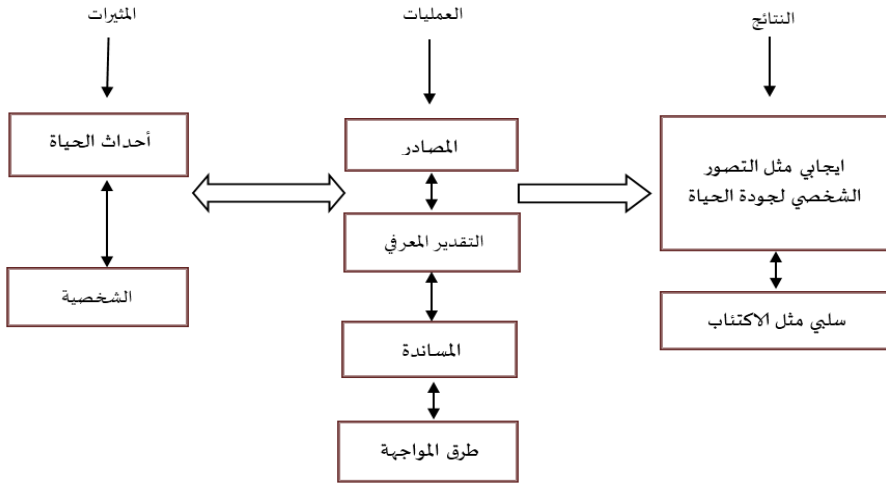 المثيرات
العمليات
النتائج
أحداث الحياة
الشخصية
المصادر
التقدير المعرفي
المساندة
طرق المواجهة
ايجابي مثل التصور
الشخصي لجودة الحياة
سلبي مثل الاكتئاب